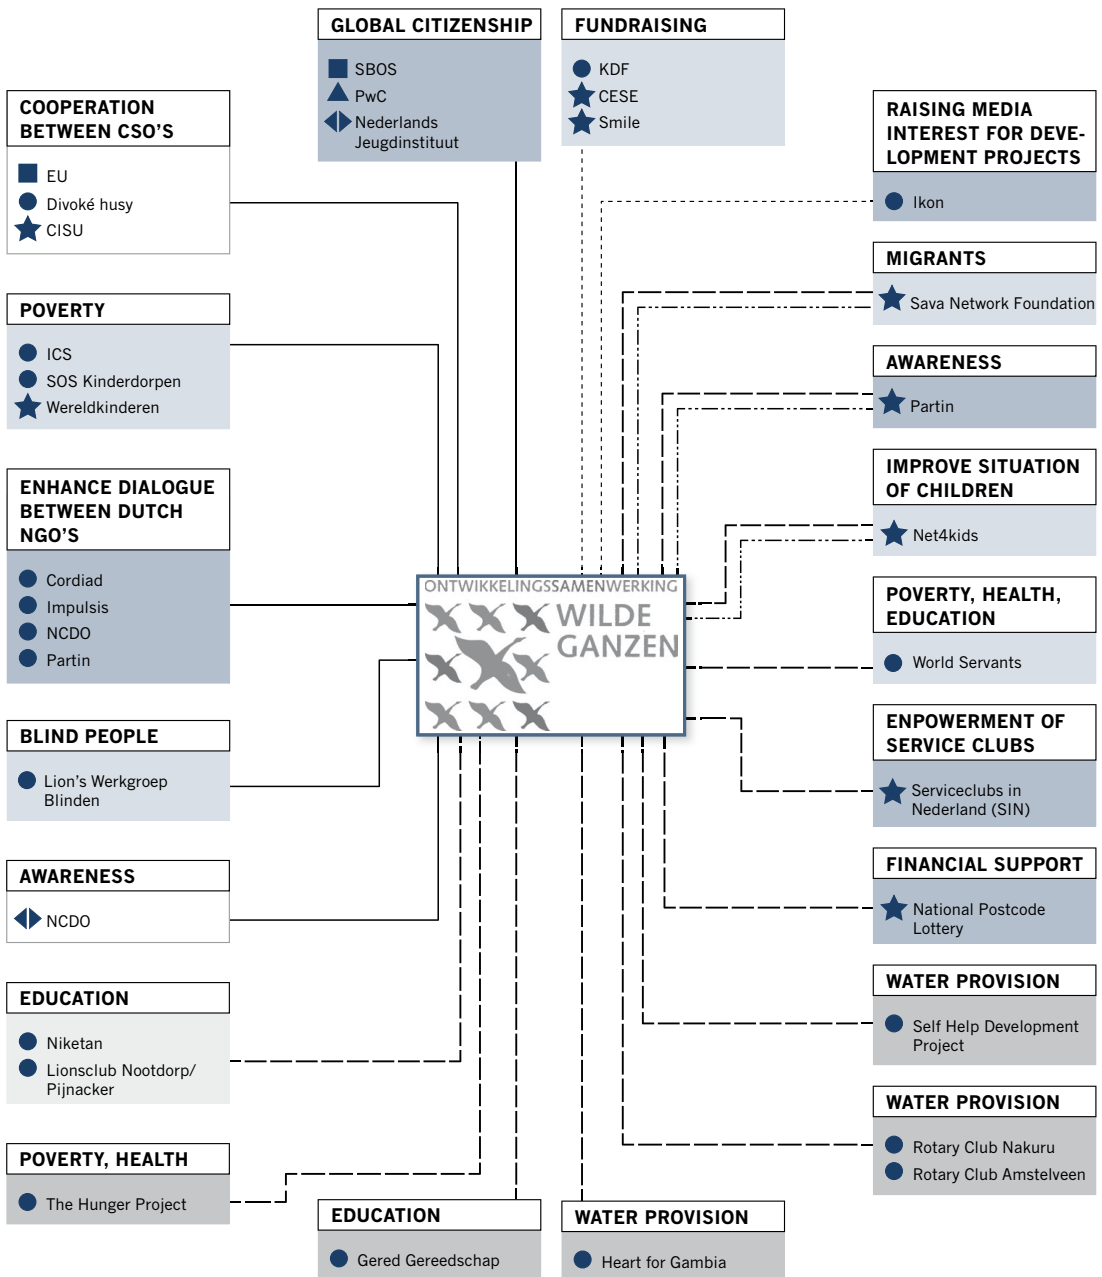 GLOBAL CITIZENSHIP
SBOS
PwC
Nederlands
Jeugdinstituut
FUNDRAISING
KDF
CESE
Smile
COOPERATION
BETWEEN CSO'S
EU
Divoké husy
CISU
RAISING MEDIA
INTEREST FOR DEVE-
LOPMENT PROJECTS
Ikon
MIGRANTS
Sava Network Foundation
POVERTY
ICS
SOS Kinderdorpen
Wereldkinderen
AWARENESS
Partin
ENHANCE DIALOGUE
BETWEEN DUTCH
NGO'S
Cordiad
Impulsis
NCDO
Partin
IMPROVE SITUATION
OF CHILDREN
Net4kids
ONTWIKKELINGSSAMENWERKING
WILDE
GANZEN
POVERTY, HEALTH,
EDUCATION
World Servants
BLIND PEOPLE
Lion's Werkgroep
Blinden
ENPOWERMENT OF
SERVICE CLUBS
Serviceclubs in
Nederland (SIN)
AWARENESS
NCDO
FINANCIAL SUPPORT
National Postcode
Lottery
EDUCATION
Niketan
Lionsclub Nootdorp/
Pijnacker
WATER PROVISION
Self Help Development
Project
WATER PROVISION
Rotary Club Nakuru
Rotary Club Amstelveen
POVERTY, HEALTH
The Hunger Project
EDUCATION
Gered Gereedschap
WATER PROVISION
Heart for Gambia